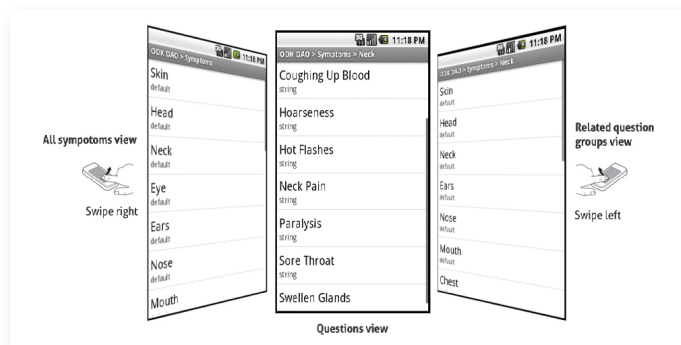 All sympotoms view
Swipe right
11:18 PM
ODK DAO > Symptoms
Skin
default
Head
default
Neck
default
Eye
default
Ears
default
Nose
default
Mouth
11:18 PM
ODK DAO > Symptoms > Neck
Coughing Up Blood
string
Hoarseness
string
Hot Flashes
string
Neck Pain
string
Paralysis
string
Sore Throat
string
Swellen Glands
Questions view
11:18 PM
ODK DAO > Symptoms > Neck
Skin
default
Head
default
Neck
default
Ears
default
Nose
default
Mouth
default
Chest
Related question
groups view
Swipe left